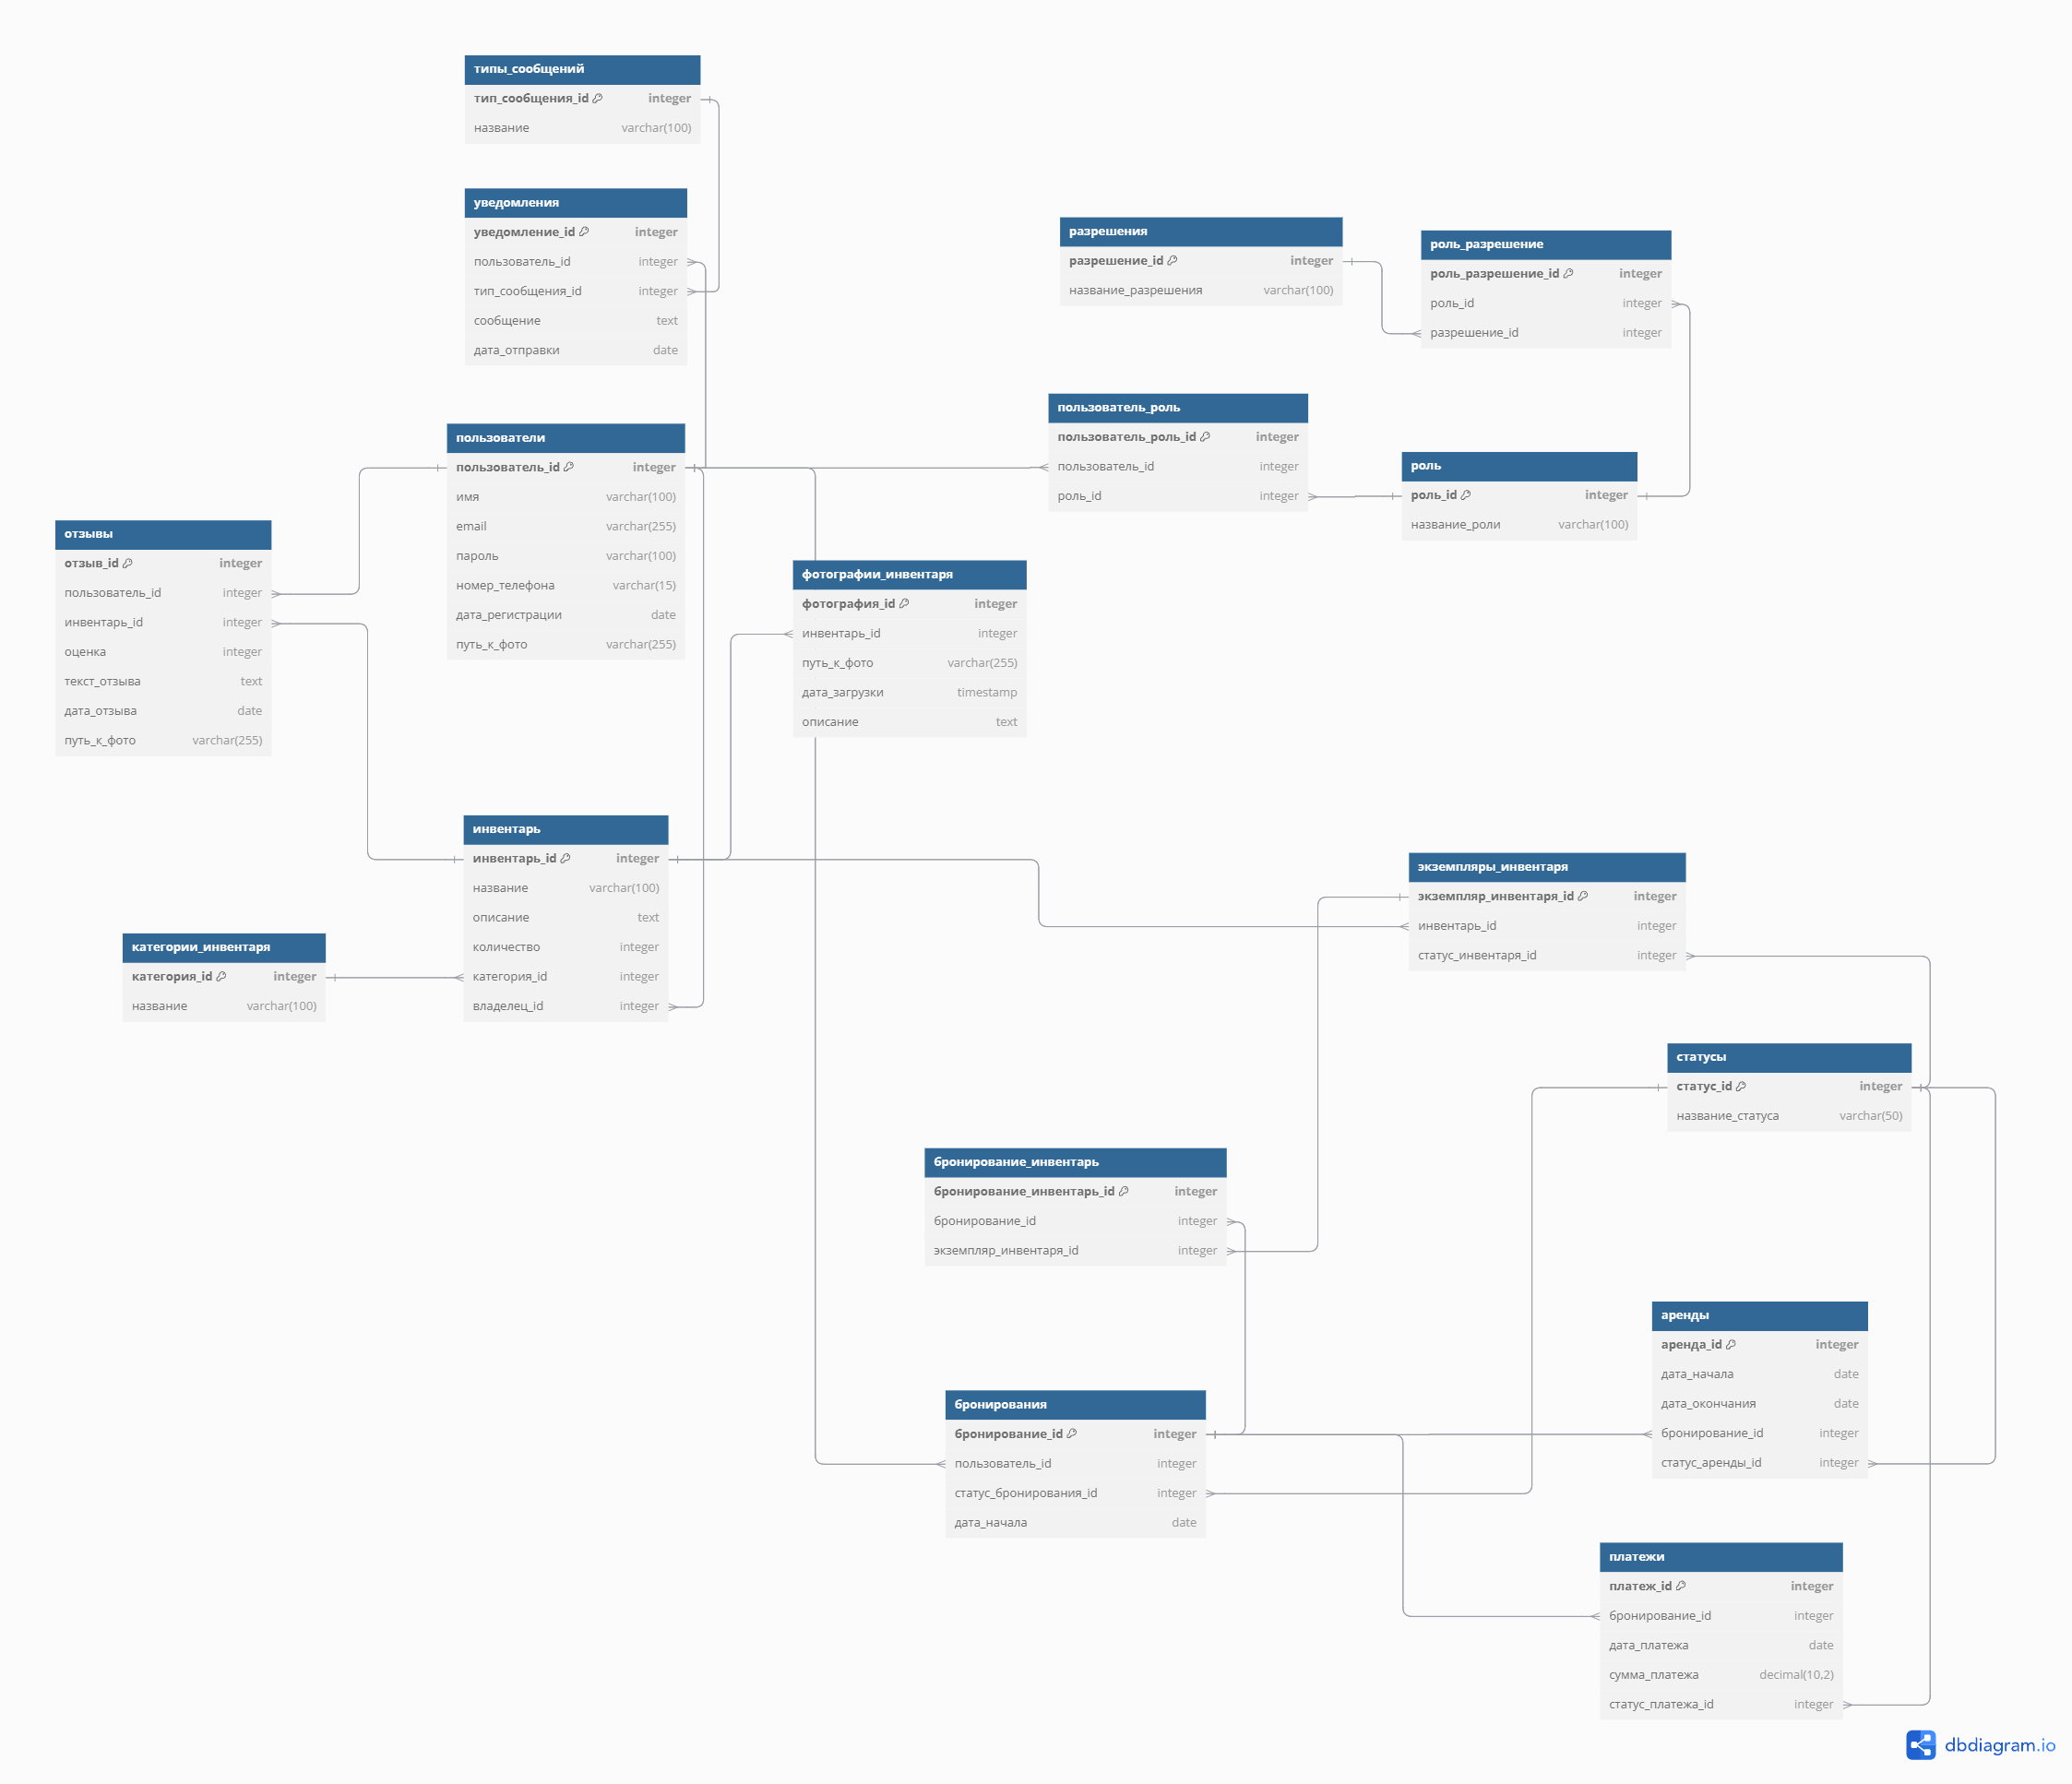 типы_сообщений
тип_сообщения_id integer
название varchar(100)
уведомления
уведомление_id integer
пользователь_id integer
тип_сообщения_id integer
сообщение text
дата_отправки date
разрешения
разрешение_id integer
название_разрешения varchar(100)
роль_разрешение
роль_разрешение_id integer
роль_id integer
разрешение_id integer
пользователь_роль
пользователь_роль_id integer
пользователь_id integer
роль_id integer
роль
роль_id integer
название_роли varchar(100)
пользователи
пользователь_id integer
имя varchar(100)
email varchar(255)
пароль varchar(100)
номер_телефона varchar(15)
дата_регистрации date
путь_к_фото varchar(255)
отзывы
отзыв_id integer
пользователь_id integer
инвентарь_id integer
оценка integer
текст_отзыва text
дата_отзыва date
путь_к_фото varchar(255)
фотографии_инвентаря
фотография_id integer
инвентарь_id integer
путь_к_фото varchar(255)
дата_загрузки timestamp
описание text
инвентарь
инвентарь_id integer
название varchar(100)
описание text
количество integer
категория_id integer
владелец_id integer
категории_инвентаря
категория_id integer
название varchar(100)
экземпляры_инвентаря
экземпляр_инвентаря_id integer
инвентарь_id integer
статус_инвентаря_id integer
статусы
статус_id integer
название_статуса varchar(50)
бронирование_инвентарь
бронирование_инвентарь_id integer
бронирование_id integer
экземпляр_инвентаря_id integer
аренды
аренда_id integer
дата_начала date
дата_окончания date
бронирование_id integer
статус_аренды_id integer
бронирования
бронирование_id integer
пользователь_id integer
статус_бронирования_id integer
дата_начала date
платежи
платеж_id integer
бронирование_id integer
дата_платежа date
сумма_платежа decimal(10,2)
статус_платежа_id integer
dbdiagram.io